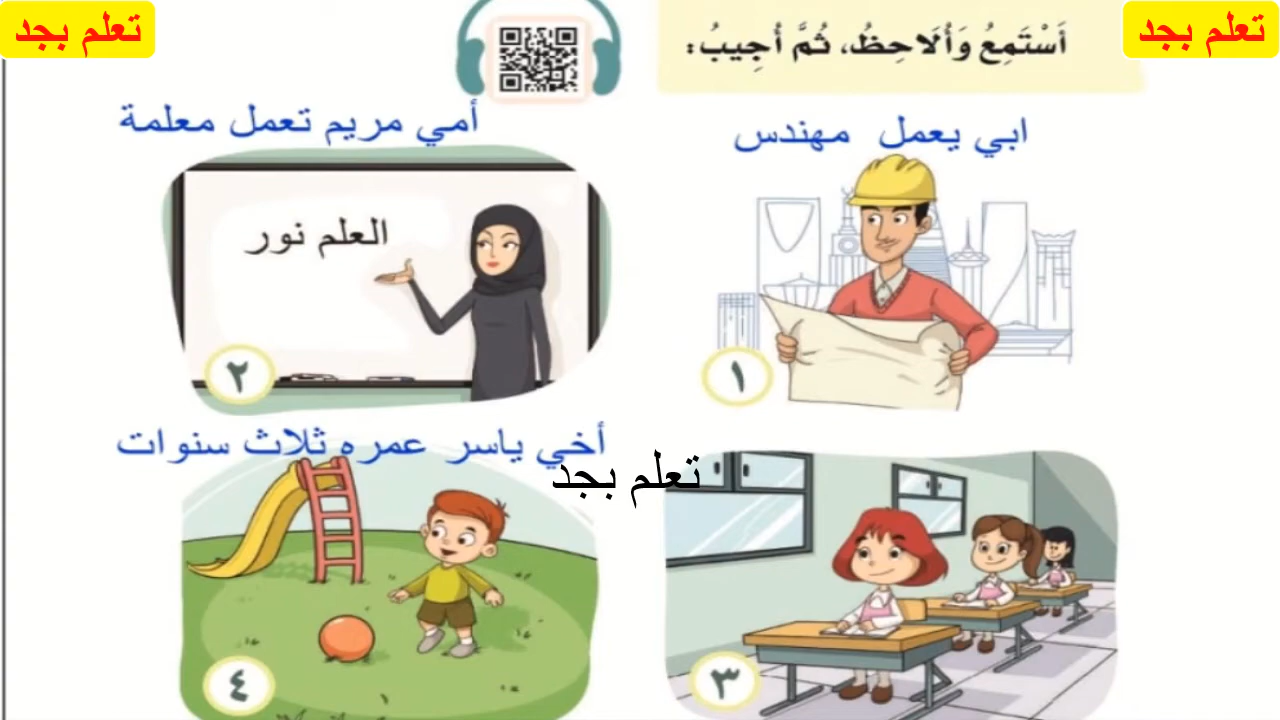 تعلم بجد
تعلم بجد
أَسْتَمِعُ وَأُلَاحِظُ، ثُمَّ أُجِيبُ:
ابي يعمل مهندس
أمي مريم تعمل معلمة
العلم نور
١
٢
أخي ياسر عمره ثلاث سنوات
تعلم بجد
٣
٤